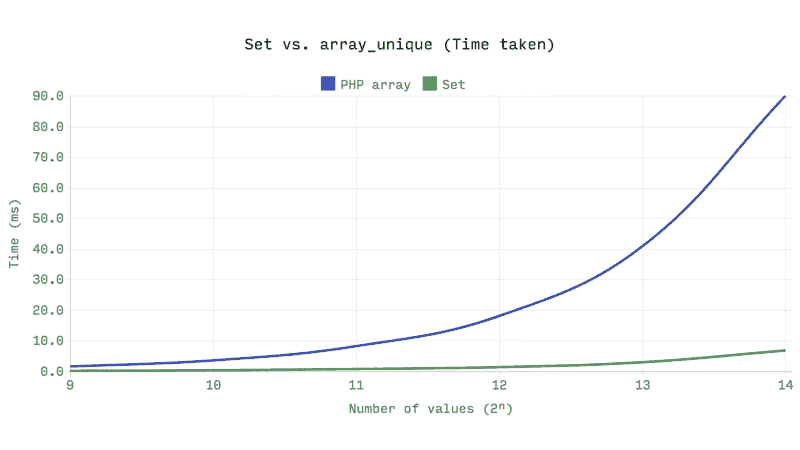 Set vs. array_unique (Time taken)
PHP array Set
90.0
80.0
70.0
60.0
50.0
40.0
30.0
20.0
10.0
0.0
Time (ms)
9 10 11 12 13 14
Number of values (2ⁿ)